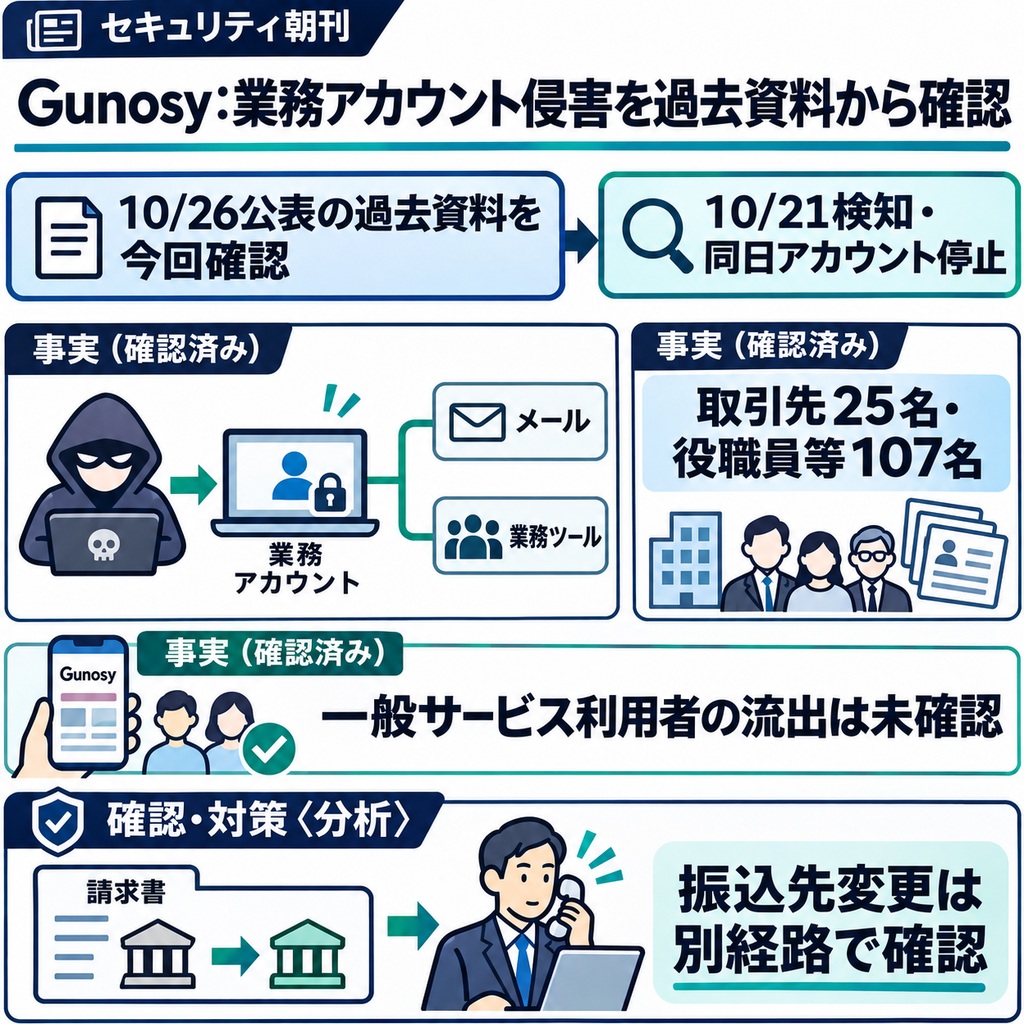 セキュリティ朝刊
Gunosy：業務アカウント侵害を過去資料から確認
10/26公表の過去資料を
今回確認
10/21検知・
同日アカウント停止
事実（確認済み）
業務
アカウント
メール
業務ツール
事実（確認済み）
取引先25名・
役職員等107名
事実（確認済み）
Gunosy
一般サービス利用者の流出は未確認
確認・対策〈分析〉
請求書
振込先変更は
別経路で確認